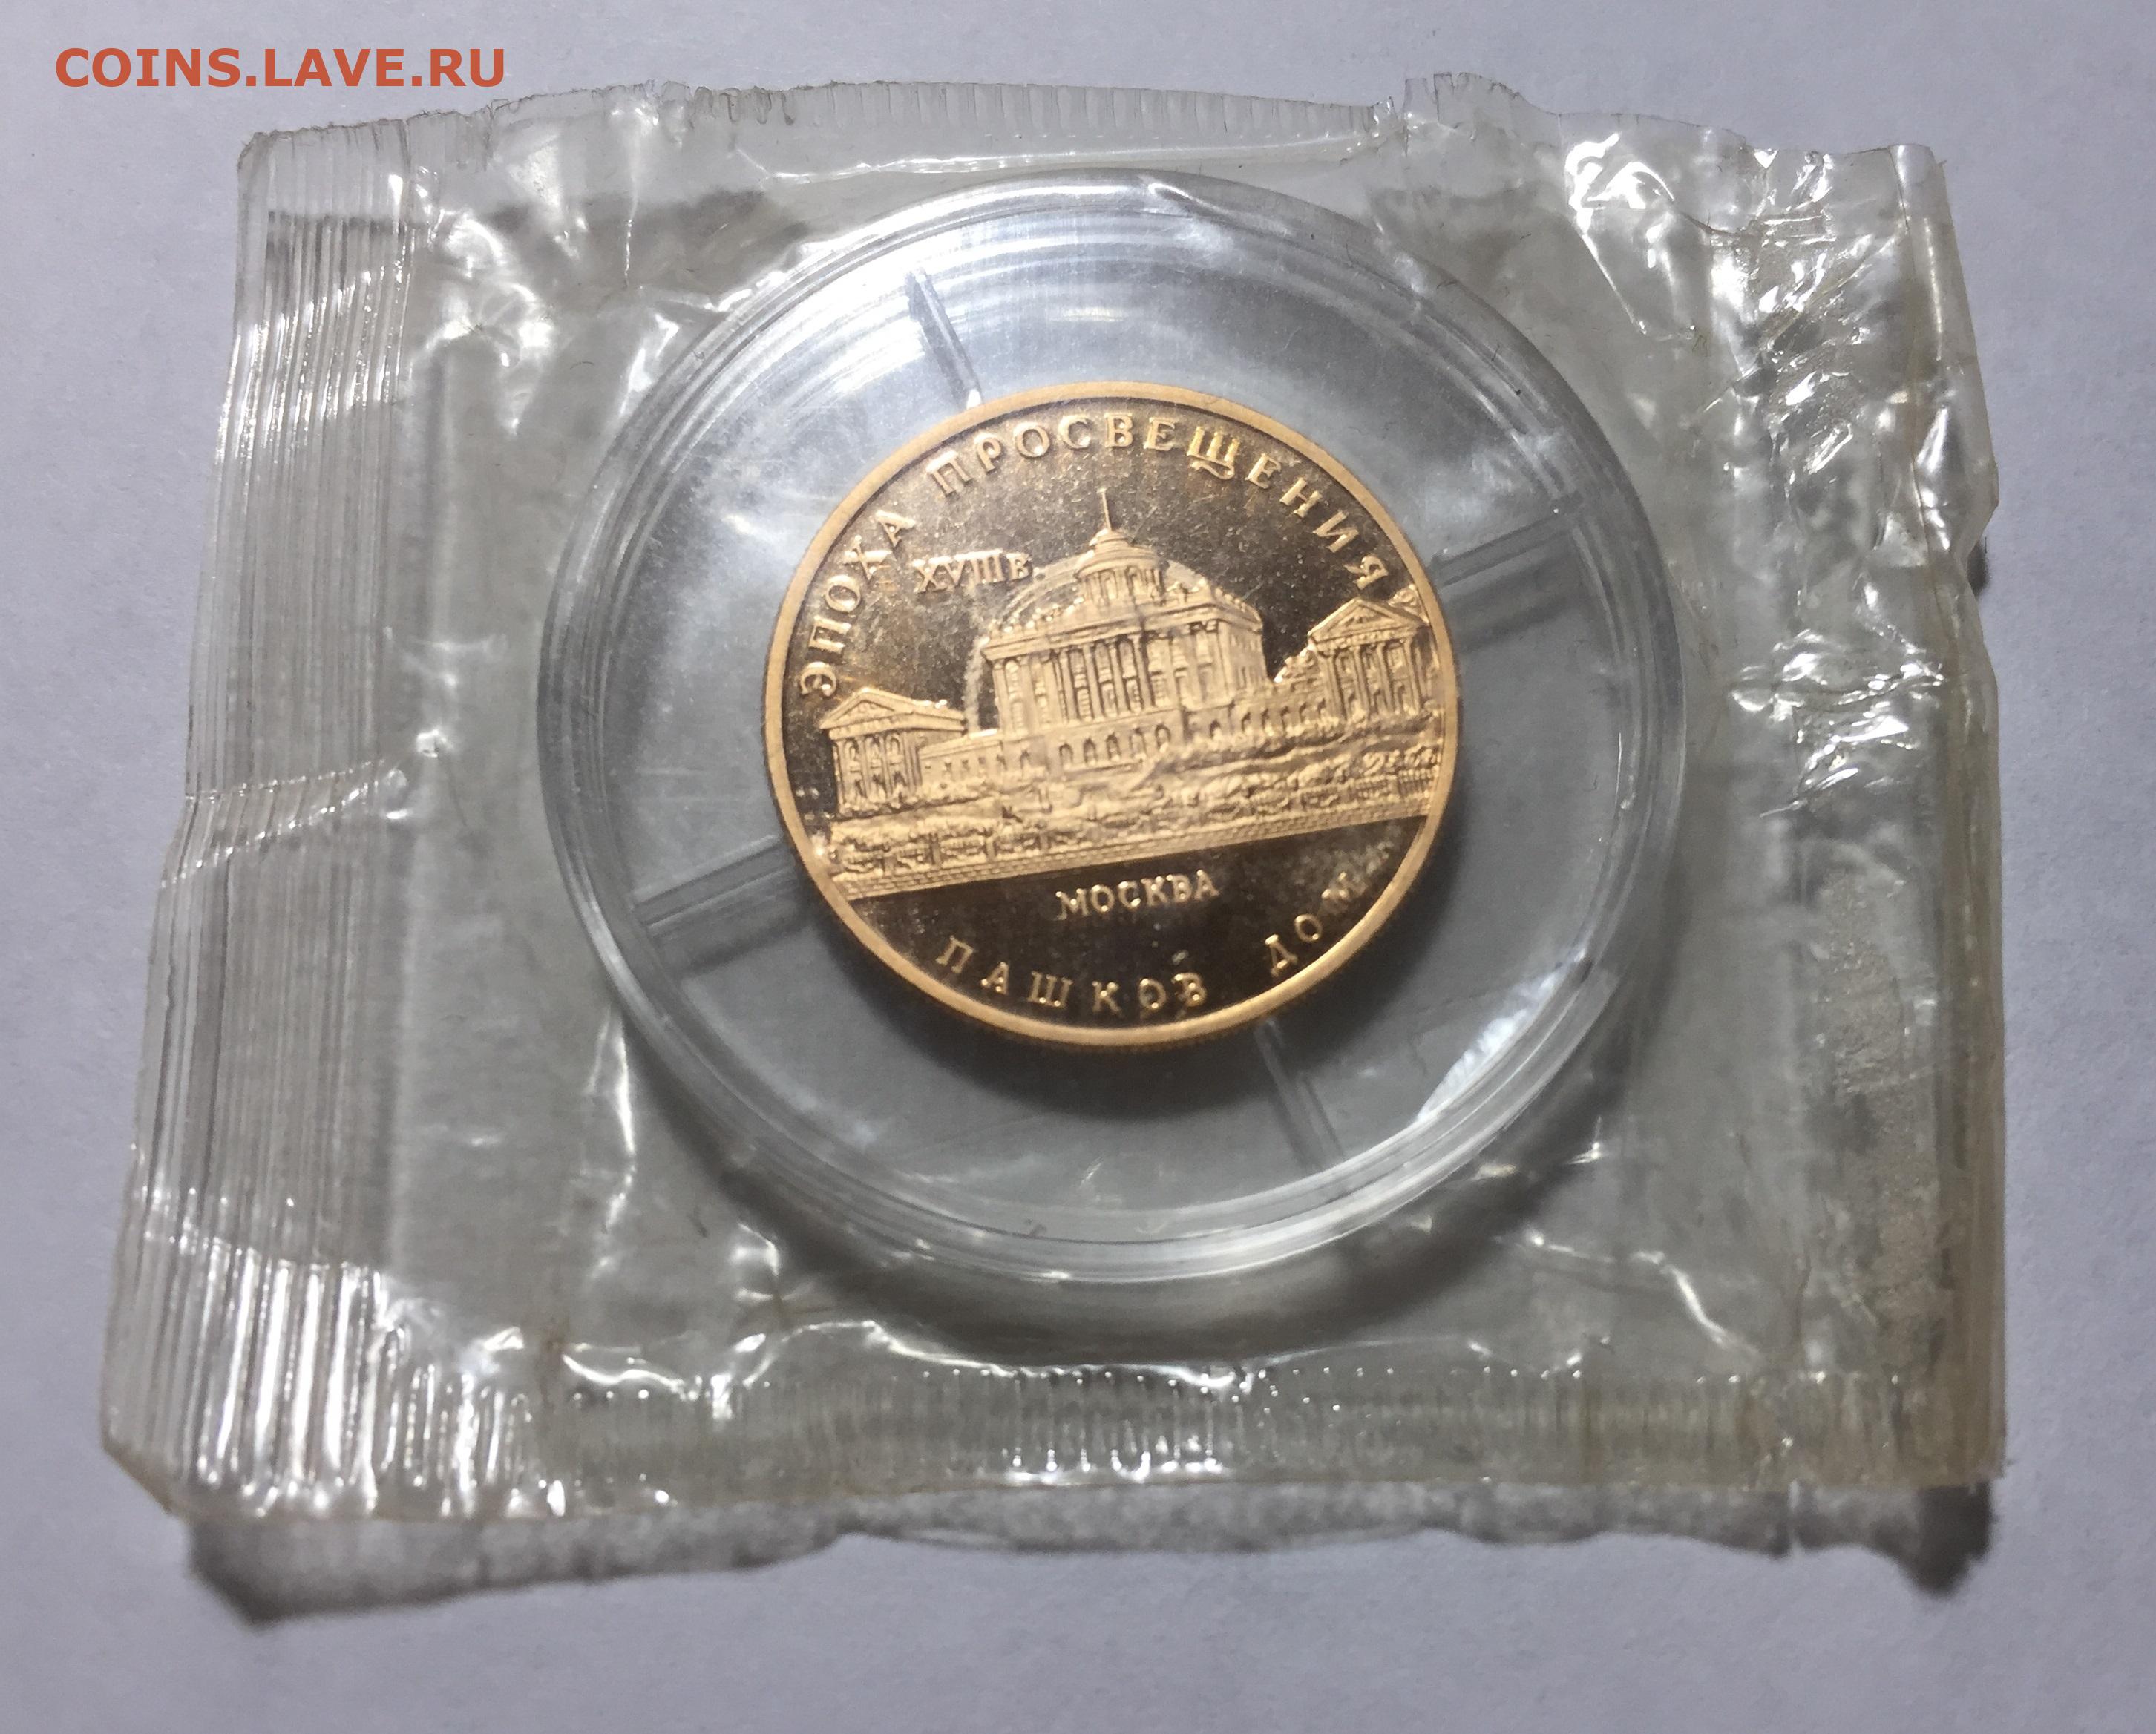 COINS.LAVE.RU
ЭПОХА ПРОСВЕЩЕНИЯ
XVIII В.
МОСКВА
ПАШКОВ ДОМ